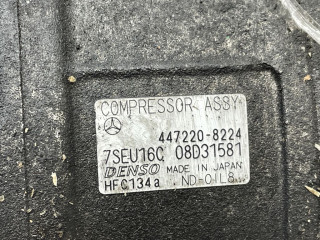 COMPRESSOR ASSY
447220-8224
7SEU16C 08D31581
DENSO MADE IN JAPAN
HFC134a ND-OIL8